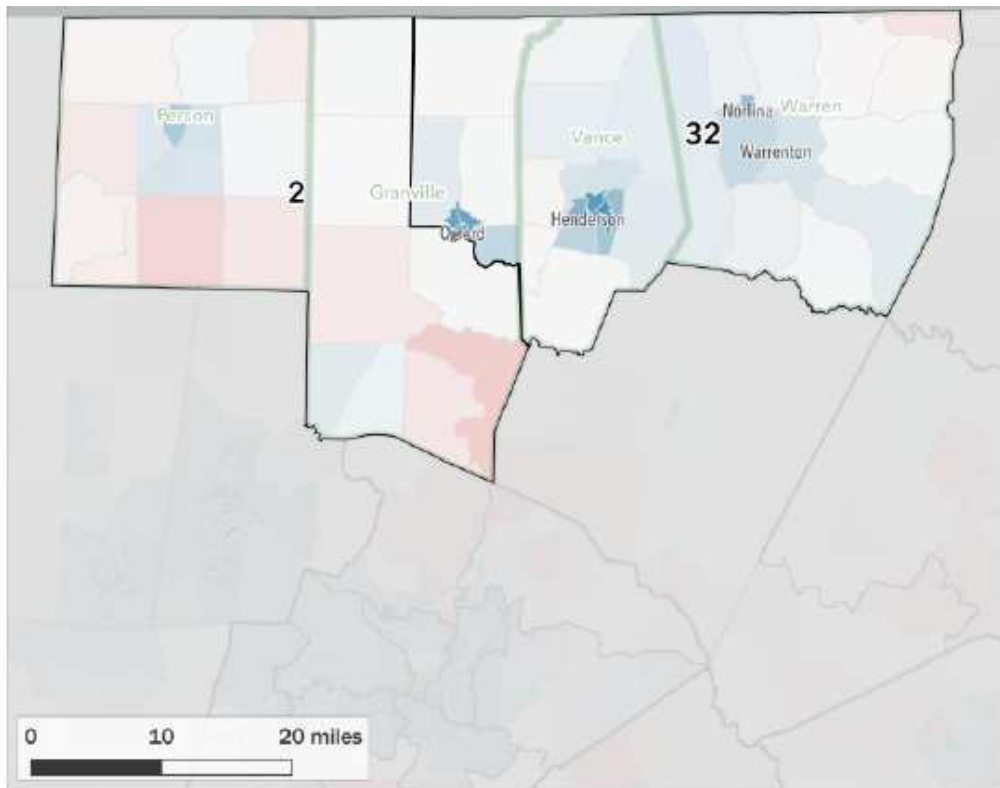 Person
Norlina
Warren
Vance
32
Warrenton
2
Granville
Henderson
Oxford
0 10 20 miles